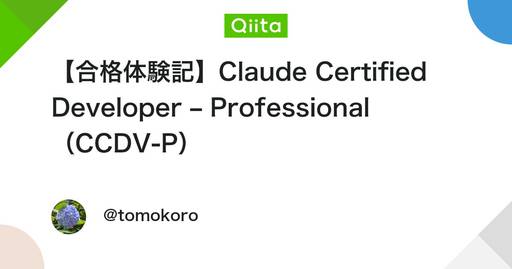 Qiita
【合格体験記】Claude Certified
Developer – Professional
（CCDV-P）
@tomokoro